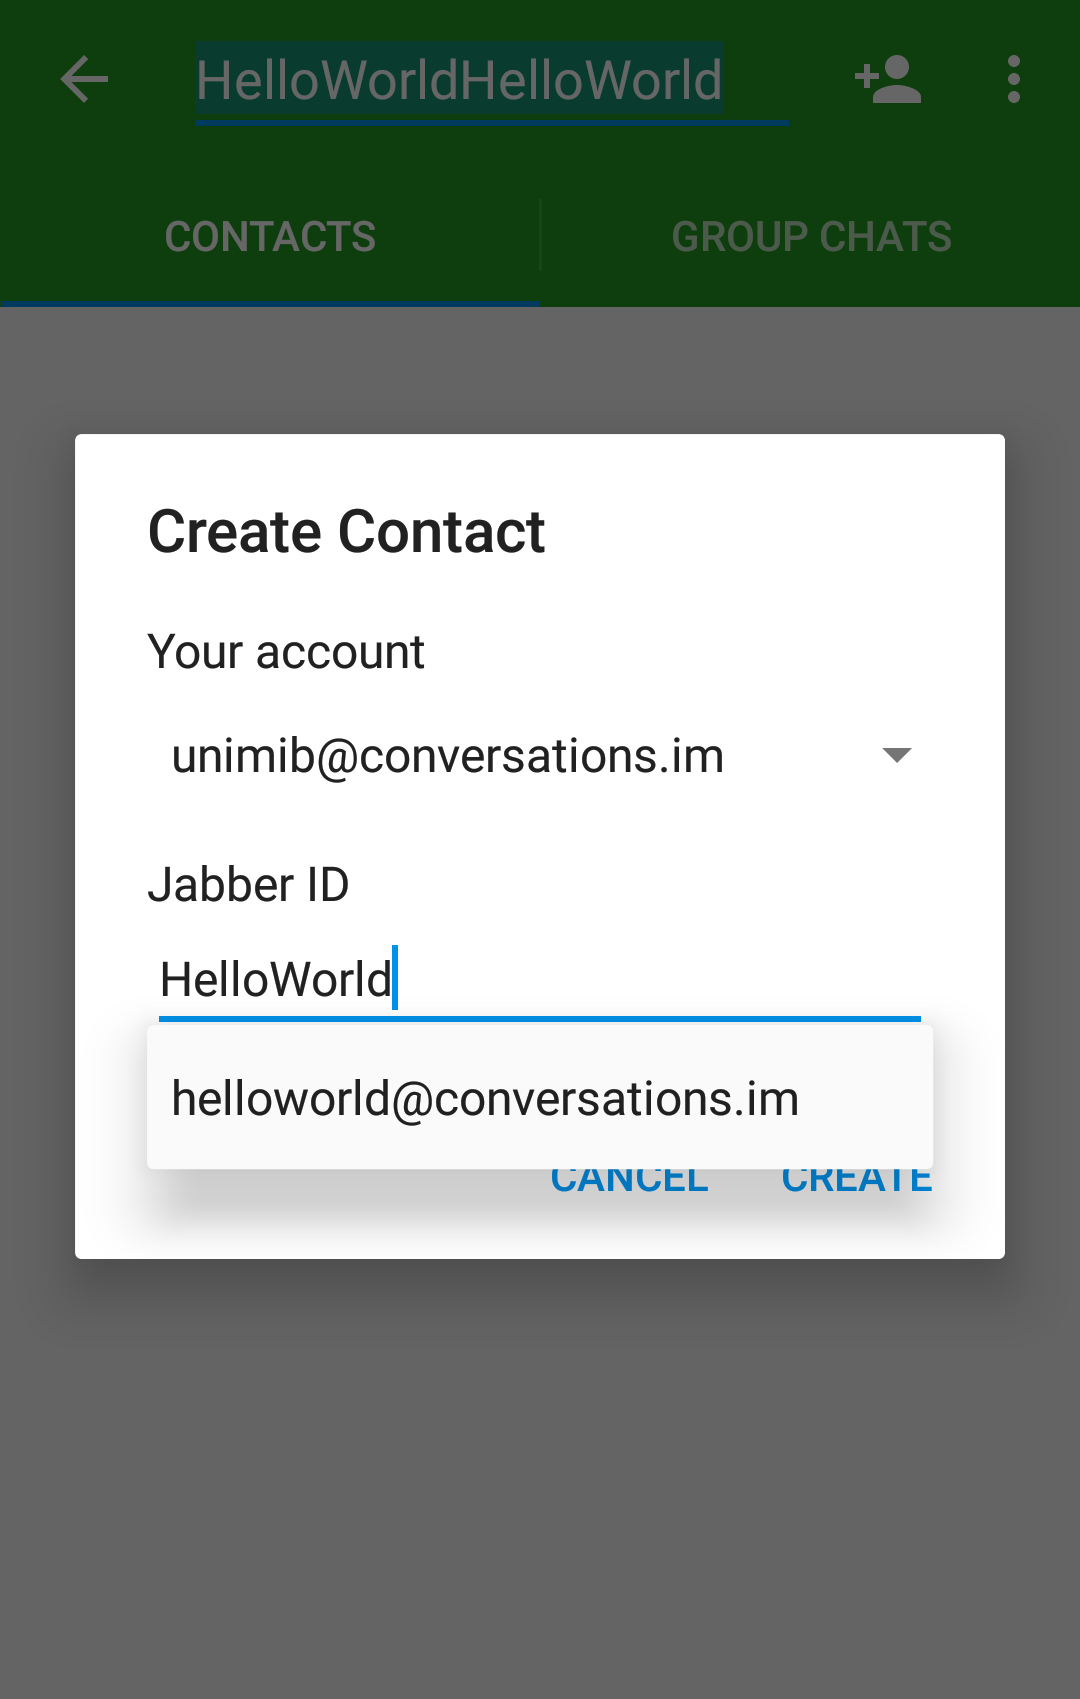 HelloWorldHelloWorld
CONTACTS
GROUP CHATS
Create Contact
Your account
unimib@conversations.im
Jabber ID
HelloWorld
helloworld@conversations.im
CANCEL
CREATE